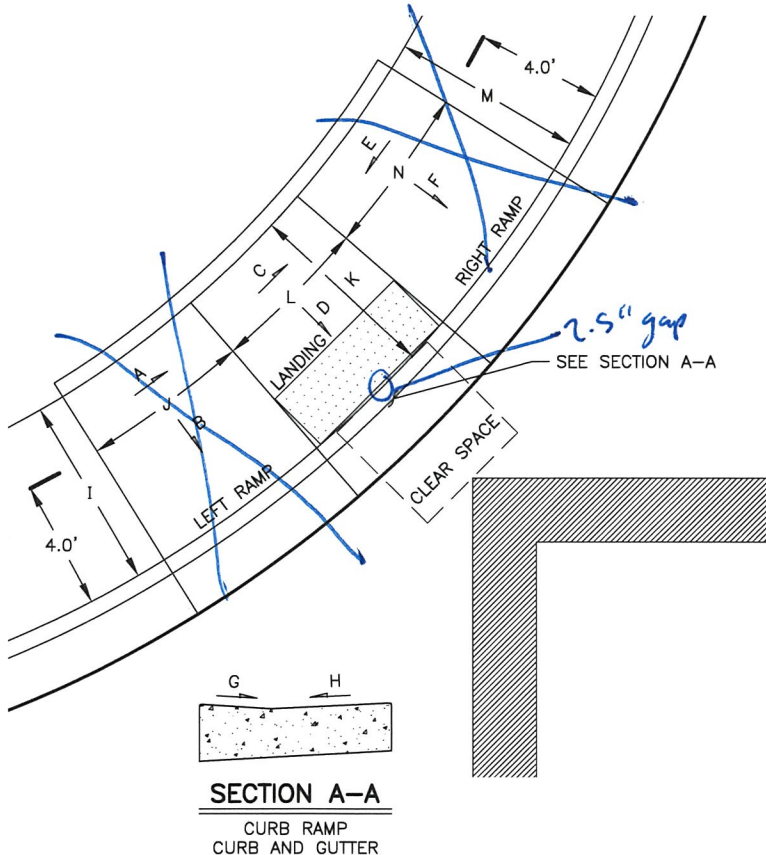 4.0'
M
E
N
F
C
K
RIGHT RAMP
L
D
LANDING
2.5" gap
SEE SECTION A-A
A
J
B
CLEAR SPACE
I
LEFT RAMP
4.0'
G
H
SECTION A-A
CURB RAMP
CURB AND GUTTER